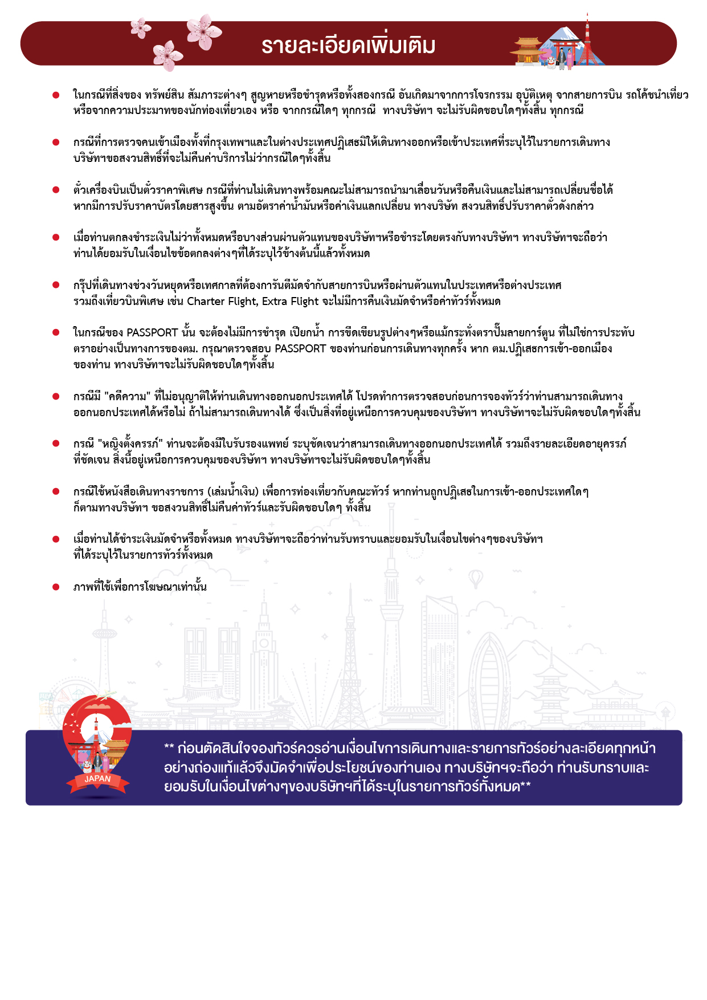 รายละเอียดเพิ่มเติม
ในกรณีที่สิ่งของ ทรัพย์สิน สัมภาระต่างๆ สูญหายหรือชำรุดหรือทั้งสองกรณี อันเกิดมาจากการโจรกรรม อุบัติเหตุ จากสายการบิน รถโค้ชนำเที่ยว
หรือจากความประมาทของนักท่องเที่ยวเอง หรือ จากกรณีใดๆ ทุกกรณี ทางบริษัทฯ จะไม่รับผิดชอบใดๆทั้งสิ้น ทุกกรณี
กรณีที่การตรวจคนเข้าเมืองทั้งที่กรุงเทพฯและในต่างประเทศปฏิเสธมิให้เดินทางออกหรือเข้าประเทศที่ระบุไว้ในรายการเดินทาง
บริษัทฯขอสงวนสิทธิ์ที่จะไม่คืนค่าบริการไม่ว่ากรณีใดๆทั้งสิ้น
ตั๋วเครื่องบินเป็นตั๋วราคาพิเศษ กรณีที่ท่านไม่เดินทางพร้อมคณะไม่สามารถนำมาเลื่อนวันหรือคืนเงินและไม่สามารถเปลี่ยนชื่อได้
หากมีการปรับราคาบัตรโดยสารสูงขึ้น ตามอัตราค่าน้ำมันหรือค่าเงินแลกเปลี่ยน ทางบริษัท สงวนสิทธิ์ปรับราคาตั๋วดังกล่าว
เมื่อท่านตกลงชำระเงินไม่ว่าทั้งหมดหรือบางส่วนผ่านตัวแทนของบริษัทฯหรือชำระโดยตรงกับทางบริษัทฯ ทางบริษัทฯจะถือว่า
ท่านได้ยอมรับในเงื่อนไขข้อตกลงต่างๆที่ได้ระบุไว้ข้างต้นนี้แล้วทั้งหมด
กรุ๊ปที่เดินทางช่วงวันหยุดหรือเทศกาลที่ต้องการันตีมัดจำกับสายการบินหรือผ่านตัวแทนในประเทศหรือต่างประเทศ
รวมถึงเที่ยวบินพิเศษ เช่น Charter Flight, Extra Flight จะไม่มีการคืนเงินมัดจำหรือค่าทัวร์ทั้งหมด
ในกรณีของ PASSPORT นั้น จะต้องไม่มีการชำรุด เปียกน้ำ การขีดเขียนรูปต่างๆหรือแม้กระทั่งตราปั๊มลายการ์ตูน ที่ไม่ใช่การประทับ
ตราอย่างเป็นทางการของตม. กรุณาตรวจสอบ PASSPORT ของท่านก่อนการเดินทางทุกครั้ง หาก ตม.ปฏิเสธการเข้า-ออกเมือง
ของท่าน ทางบริษัทฯจะไม่รับผิดชอบใดๆทั้งสิ้น
กรณีมี "คดีความ" ที่ไม่อนุญาติให้ท่านเดินทางออกนอกประเทศได้ โปรดทำการตรวจสอบก่อนการจองทัวร์ว่าท่านสามารถเดินทาง
ออกนอกประเทศได้หรือไม่ ถ้าไม่สามารถเดินทางได้ ซึ่งเป็นสิ่งที่อยู่เหนือการควบคุมของบริษัทฯ ทางบริษัทฯจะไม่รับผิดชอบใดๆทั้งสิ้น
กรณี "หญิงตั้งครรภ์" ท่านจะต้องมีใบรับรองแพทย์ ระบุชัดเจนว่าสามารถเดินทางออกนอกประเทศได้ รวมถึงรายละเอียดอายุครรภ์
ที่ชัดเจน สิ่งนี้อยู่เหนือการควบคุมของบริษัทฯ ทางบริษัทฯจะไม่รับผิดขอบใดๆทั้งสิ้น
กรณีใช้หนังสือเดินทางราชการ (เล่มน้ำเงิน) เพื่อการท่องเที่ยวกับคณะทัวร์ หากท่านถูกปฏิเสธในการเข้า-ออกประเทศใดๆ
ก็ตามทางบริษัทฯ ขอสงวนสิทธิ์ไม่คืนค่าทัวร์และรับผิดชอบใดๆ ทั้งสิ้น
เมื่อท่านได้ชำระเงินมัดจำหรือทั้งหมด ทางบริษัทฯจะถือว่าท่านรับทราบและยอมรับในเงื่อนไขต่างๆของบริษัทฯ
ที่ได้ระบุไว้ในรายการทัวร์ทั้งหมด
ภาพที่ใช้เพื่อการโฆษณาเท่านั้น
** ก่อนตัดสินใจจองทัวร์ควรอ่านเงื่อนไขการเดินทางและรายการทัวร์อย่างละเอียดทุกหน้า
อย่างถ่องแท้แล้วจึงมัดจำเพื่อประโยชน์ของท่านเอง ทางบริษัทฯจะถือว่า ท่านรับทราบและ
ยอมรับในเงื่อนไขต่างๆของบริษัทฯที่ได้ระบุในรายการทัวร์ทั้งหมด**
JAPAN